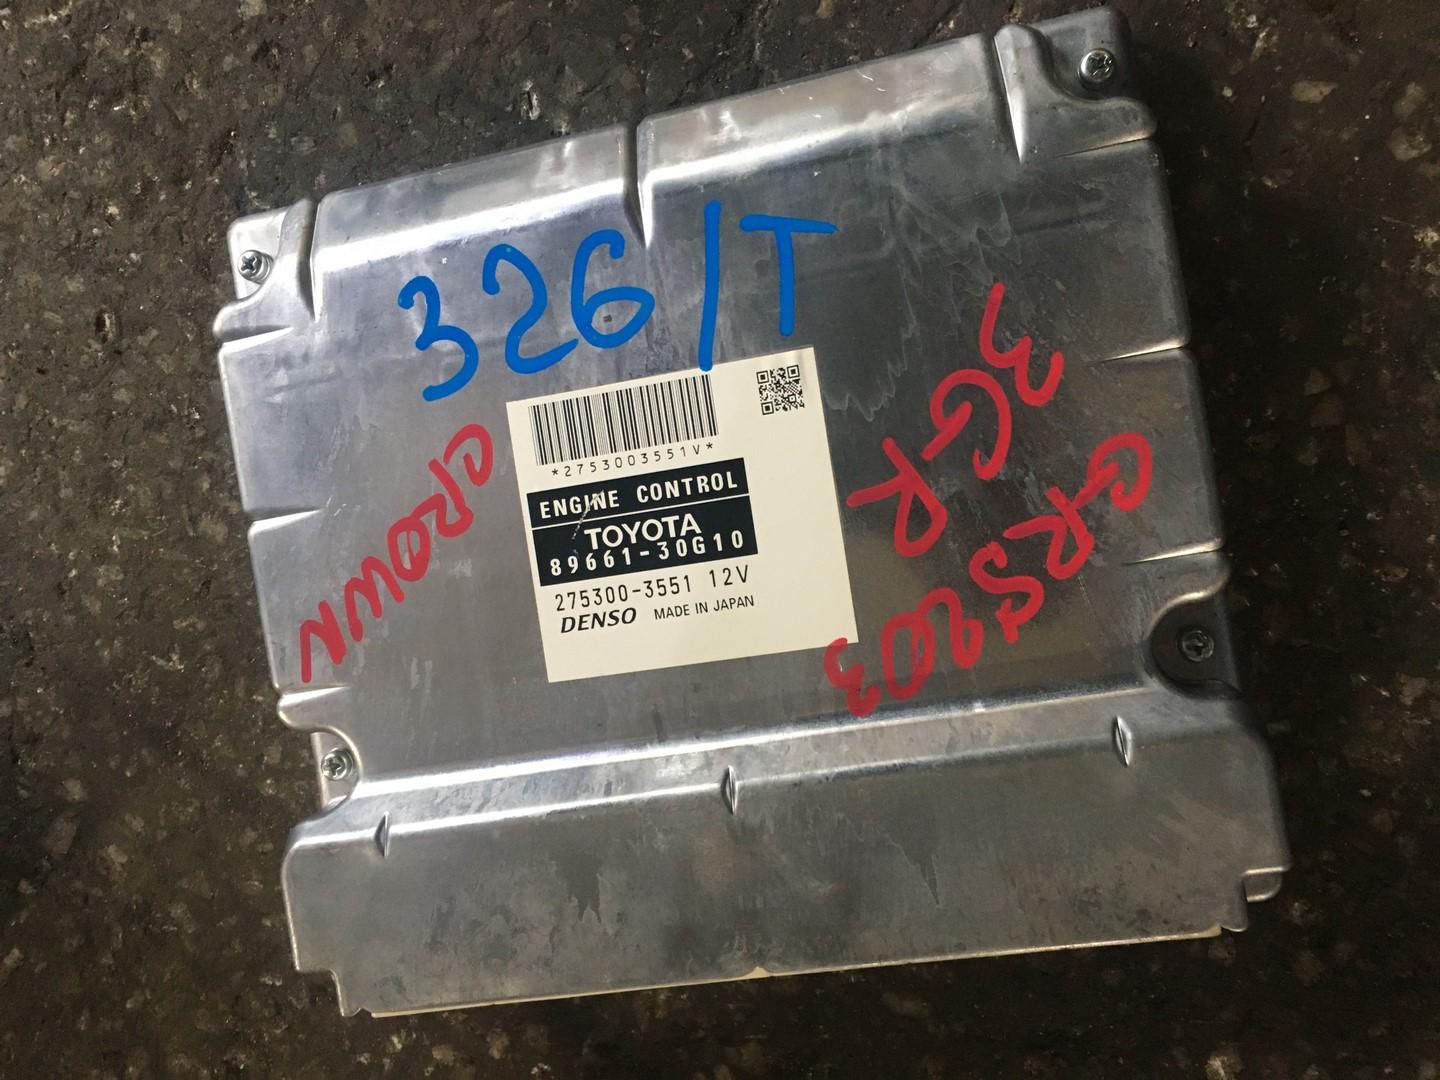 326/T
*2753003551V*
ENGINE CONTROL
TOYOTA
89661-30G10
275300-3551 12V
DENSO MADE IN JAPAN
CROWN
3GR
GRS203